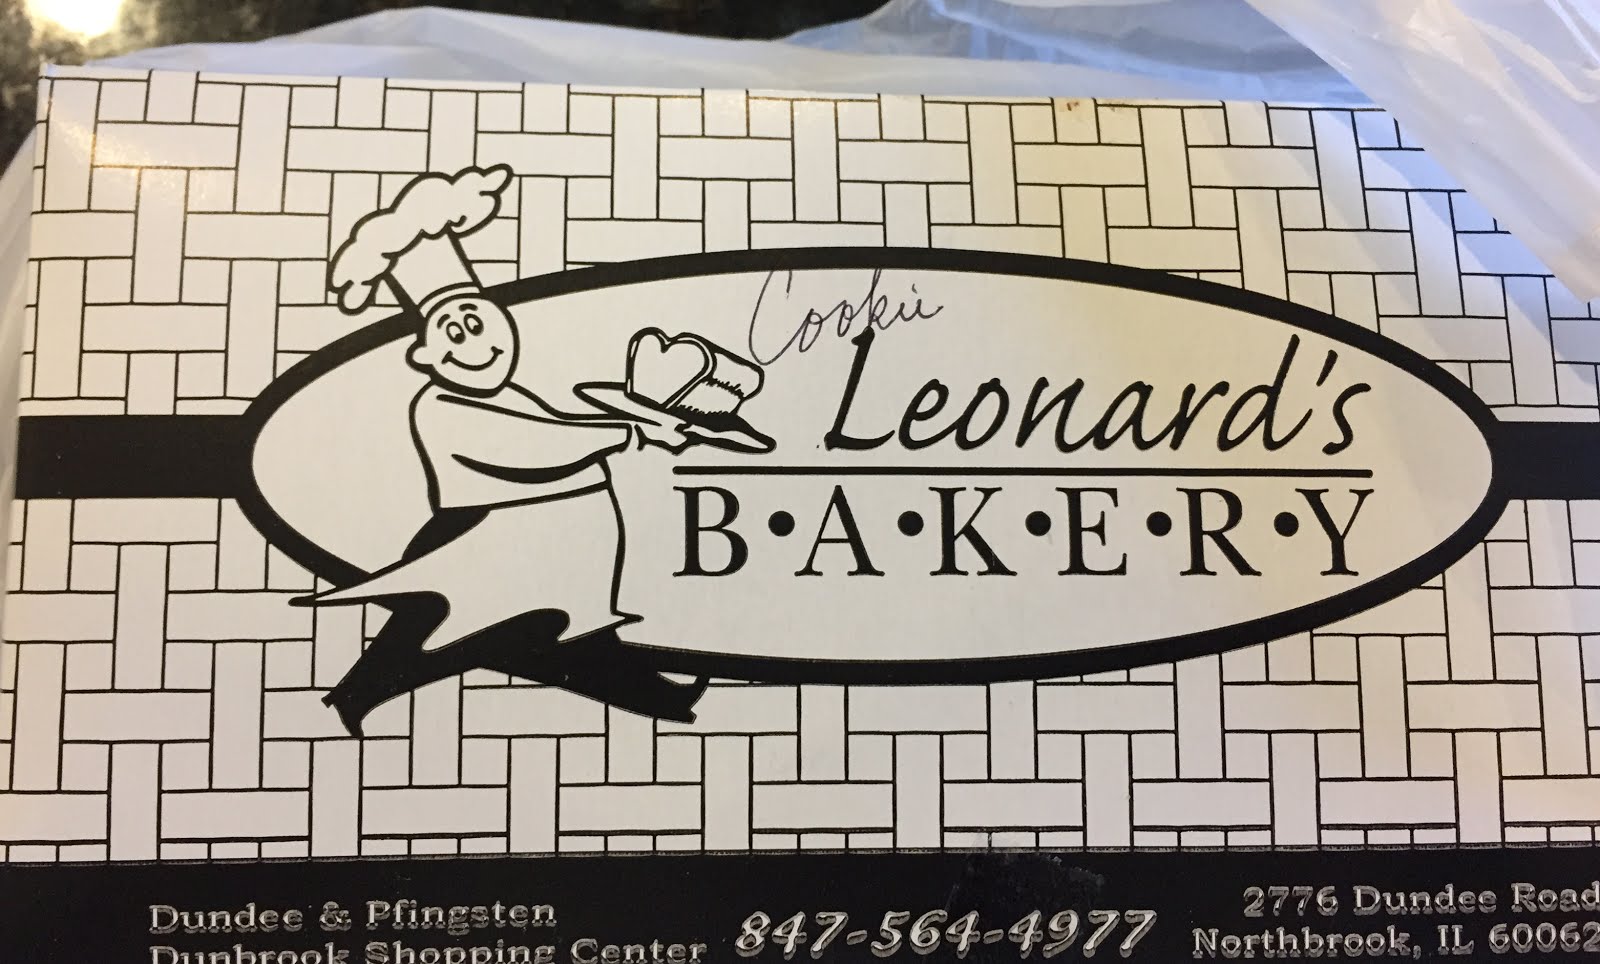 Cookie
Leonard's
B•A•K•E•R•Y
Dundee & Pfingsten
Dunbrook Shopping Center
847-564-4977
2776 Dundee Road
Northbrook, IL 60062